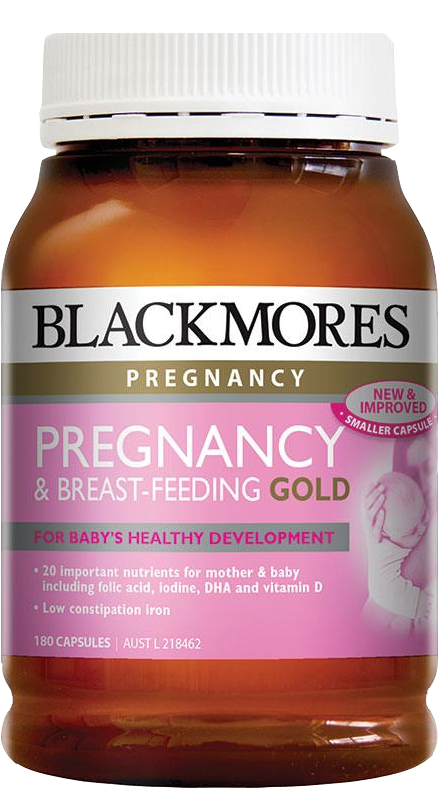 BLACKMORES
PREGNANCY
NEW &
IMPROVED
• SMALLER CAPSULE
PREGNANCY
& BREAST-FEEDING GOLD
FOR BABY'S HEALTHY DEVELOPMENT
• 20 important nutrients for mother & baby
including folic acid, iodine, DHA and vitamin D
• Low constipation iron
180 CAPSULES | AUST L 218462